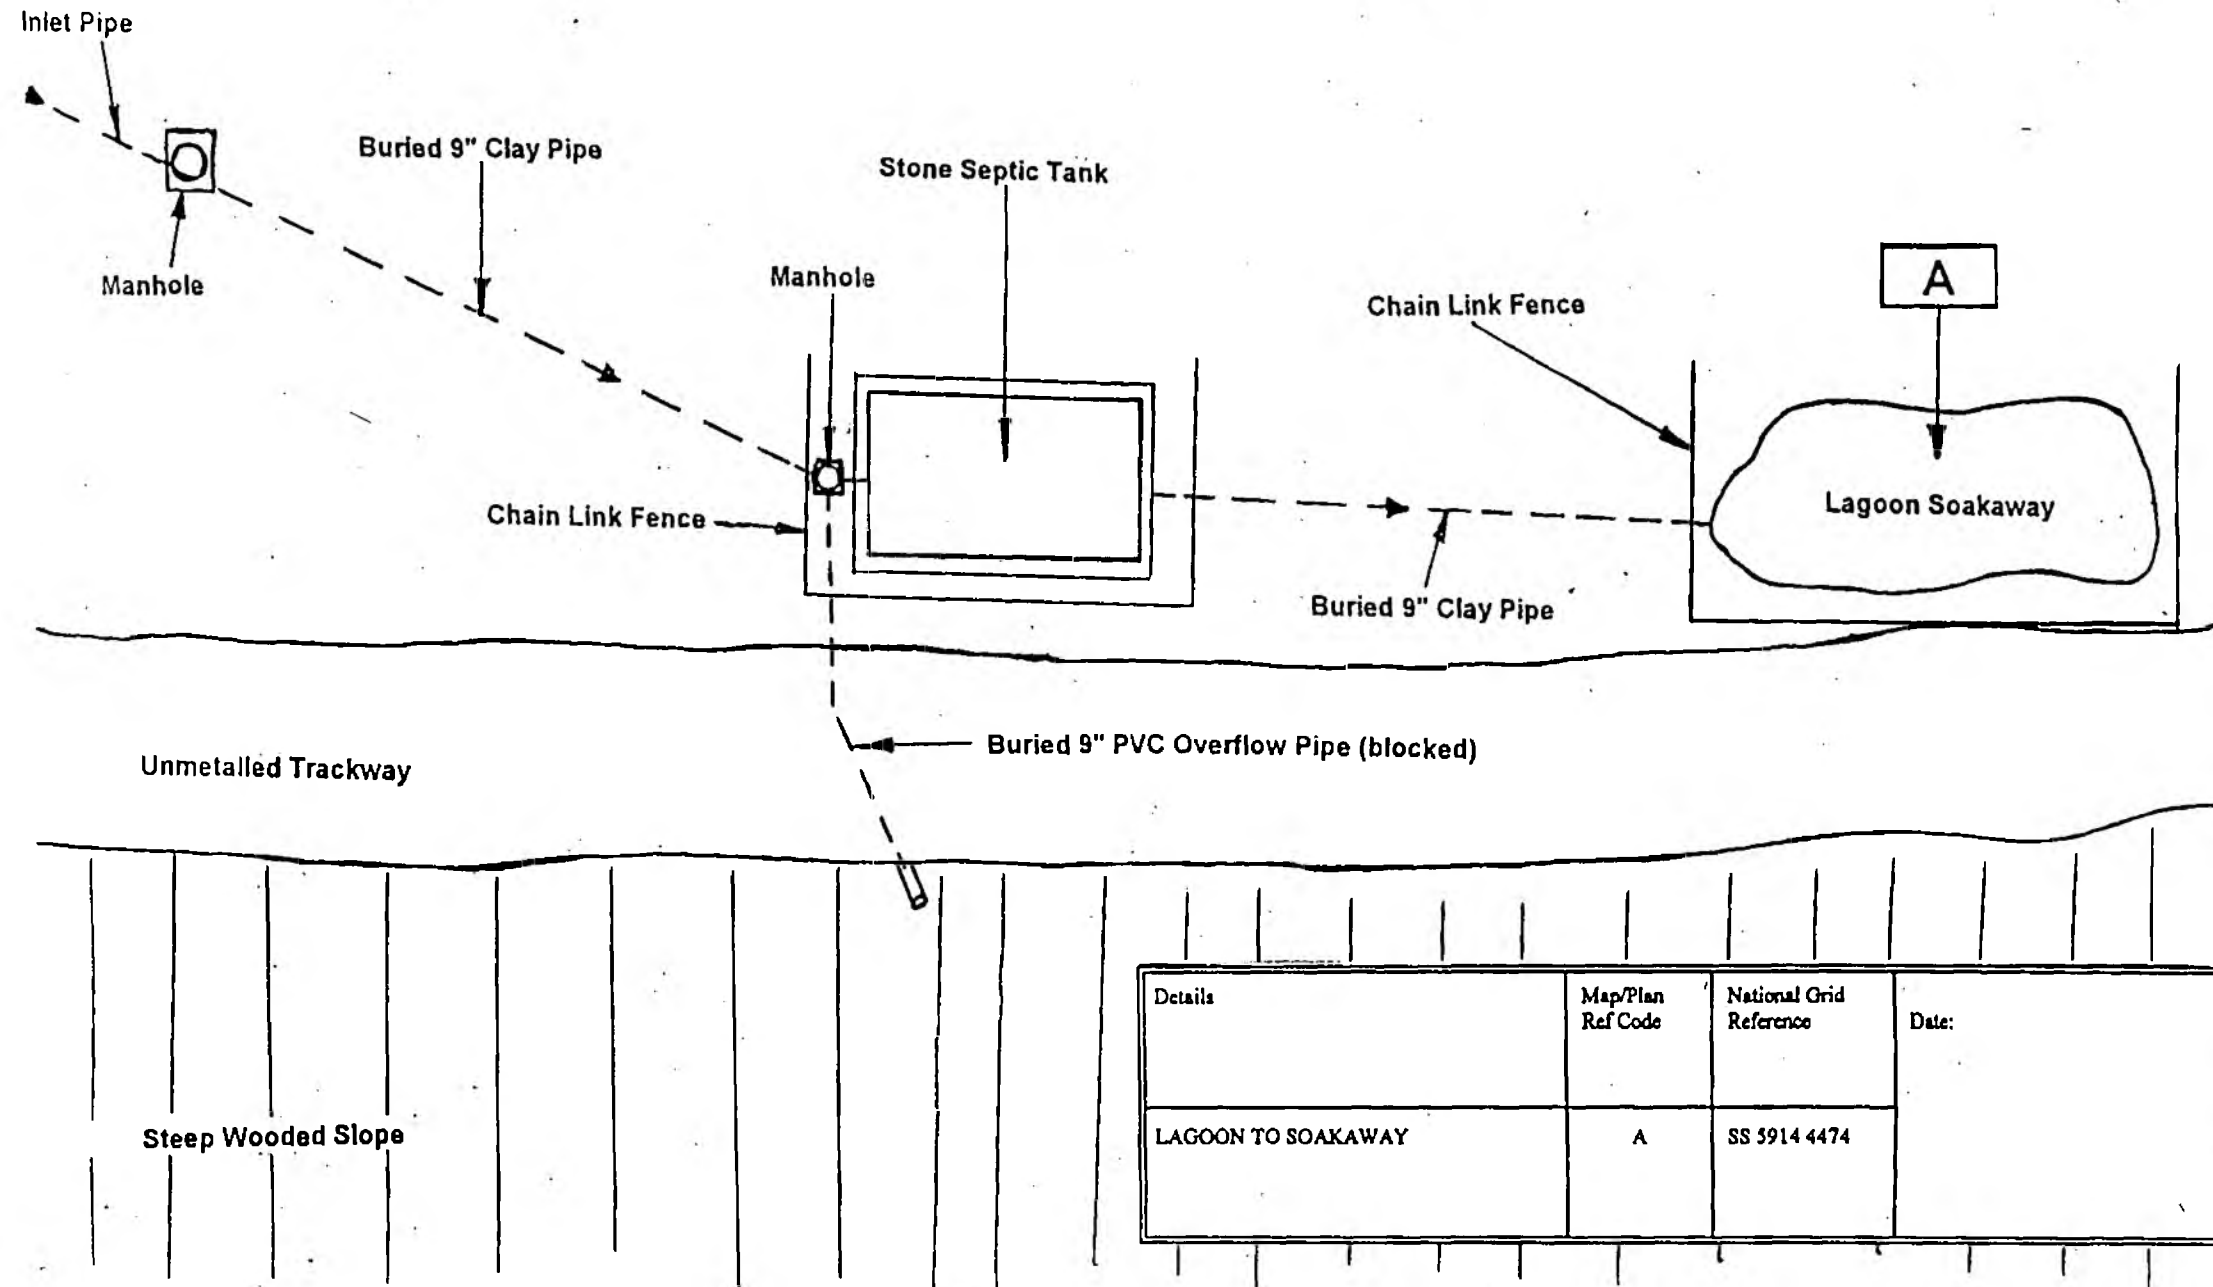 Inlet Pipe
Buried 9" Clay Pipe
Stone Septic Tank
Manhole
Manhole
A
Chain Link Fence
Lagoon Soakaway
Chain Link Fence
Buried 9" Clay Pipe
Buried 9" PVC Overflow Pipe (blocked)
Unmetalled Trackway
Steep Wooded Slope
Details
Map/Plan
Ref Code
National Grid
Reference
Date:
LAGOON TO SOAKAWAY
A
SS 5914 4474